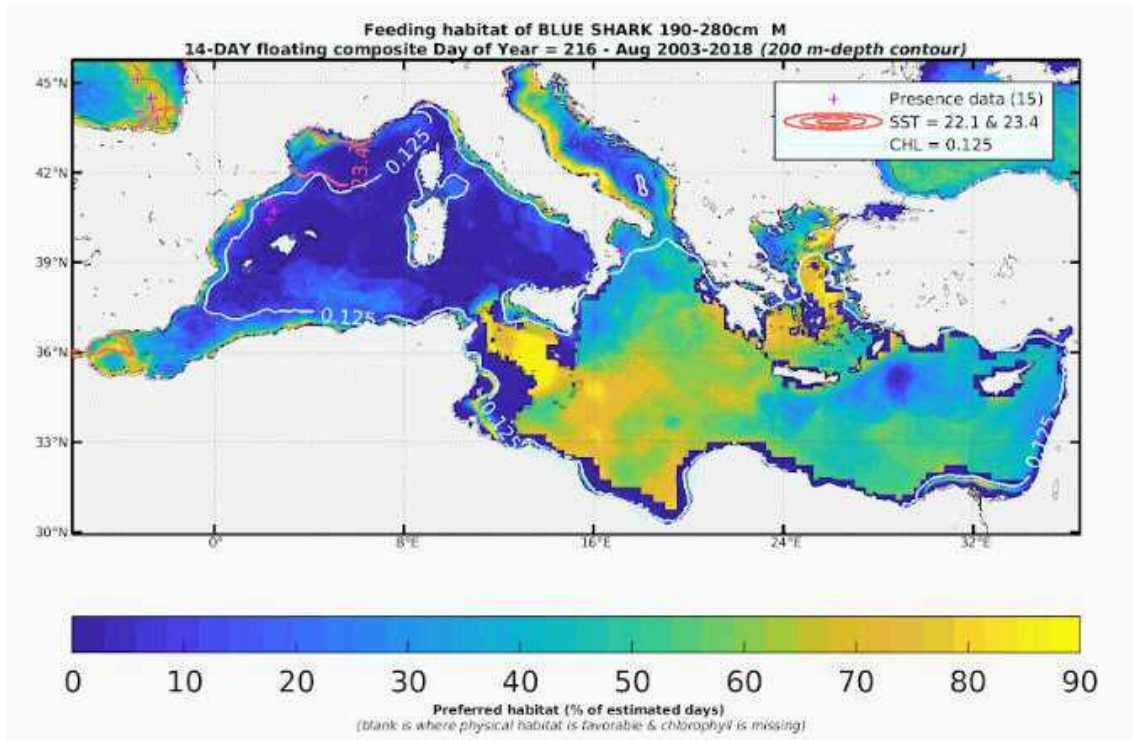 Feeding habitat of BLUE SHARK 190-280cm M
14-DAY floating composite Day of Year = 216 - Aug 2003-2018 (200 m-depth contour)
45°N
42°N
39°N
36°N
33°N
30°N
0°
8°E
16°E
24°E
32°E
Presence data (15)
SST = 22.1 & 23.4
CHL = 0.125
23.4
0.125
0.125
0.125
0.125
0 10 20 30 40 50 60 70 80 90
Preferred habitat (% of estimated days)
(blank is where physical habitat is favorable & chlorophyll is missing)